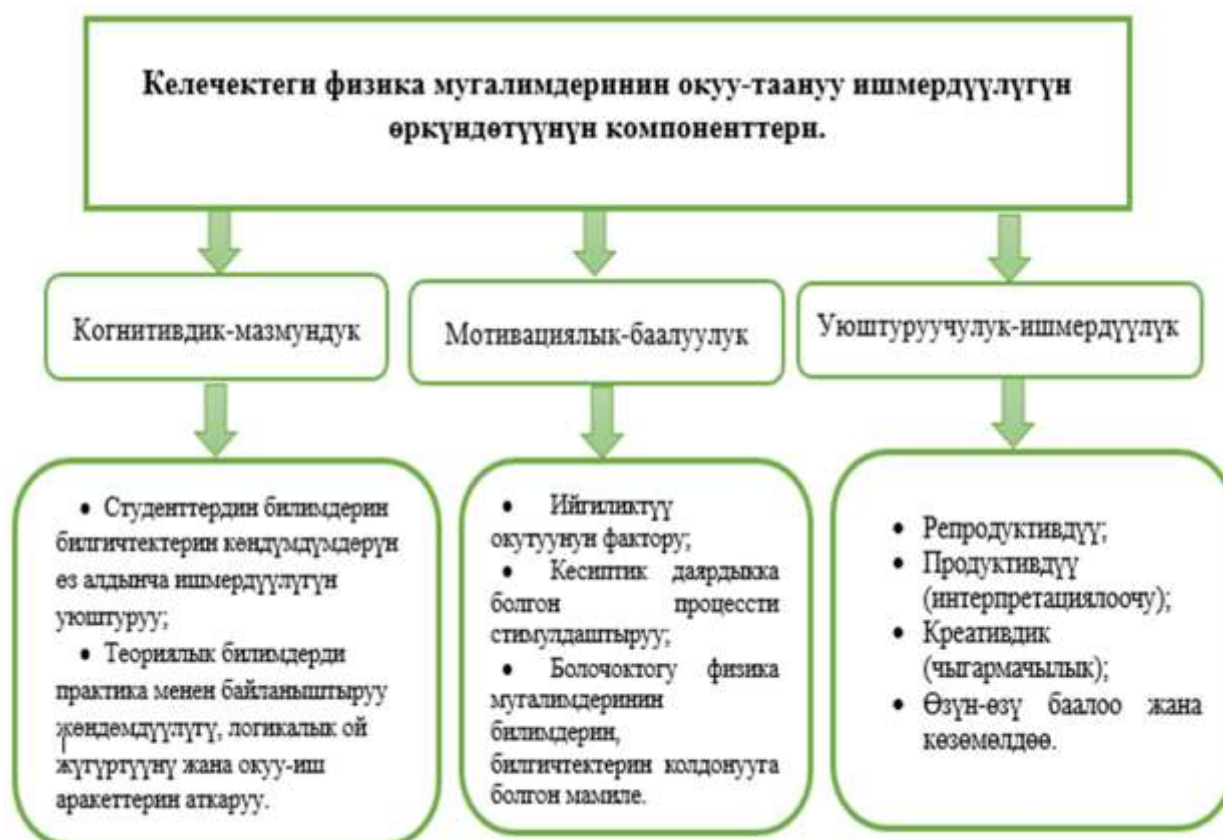 Келечектеги физика мугалимдеринин окуу-таануу ишмердүүлүгүн
өркүндөтүүнүн компоненттери.
Когнитивдик-мазмундук
Мотивациялык-баалуулук
Уюштуруучулук-ишмердүүлүк
• Студенттердин билимдерин
билгичтектерин көндүмдүмдөрүн
өз алдынча ишмердүүлүгүн
уюштуруу;
• Теориялык билимдерди
практика менен байланыштыруу
жөндөмдүүлүгү, логикалык ой
жүгүртүүнү жана окуу-иш
аракеттерин аткаруу.
• Ийгиликтүү
окутуунун фактору;
• Кесиптик даярдыкка
болгон процессти
стимулдаштыруу;
• Болочоктогу физика
мугалимдеринин
билимдерин,
билгичтектерин колдонууга
болгон мамиле.
• Репродуктивдүү;
• Продуктивдүү
(интерпретациялоочу);
• Креативдик
(чыгармачылык);
• Өзүн-өзү баалоо жана
көзөмөлдөө.